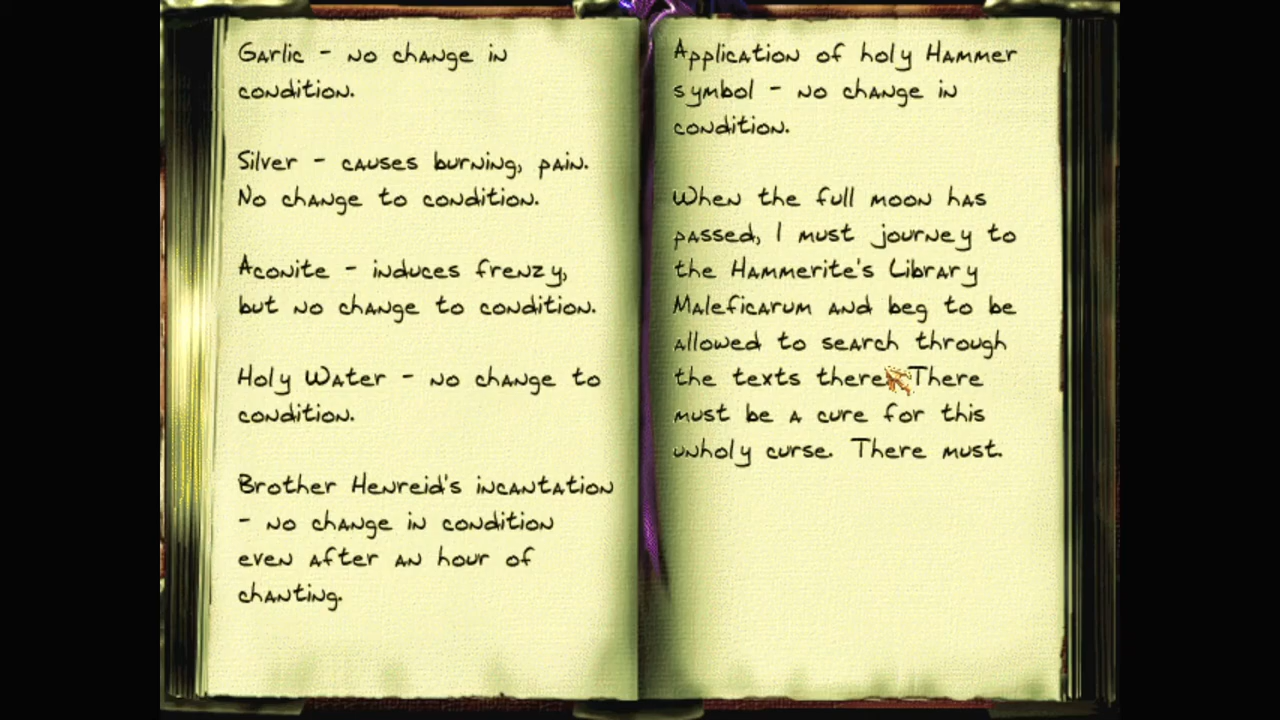 Garlic - no change in
condition.
Silver - causes burning, pain.
No change to condition.
Aconite - induces frenzy,
but no change to condition.
Holy Water - no change to
condition.
Brother Henreid's incantation
- no change in condition
even after an hour of
chanting.
Application of holy Hammer
symbol - no change in
condition.
When the full moon has
passed, I must journey to
the Hammerite's Library
Maleficarum and beg to be
allowed to search through
the texts there. There
must be a cure for this
unholy curse. There must.